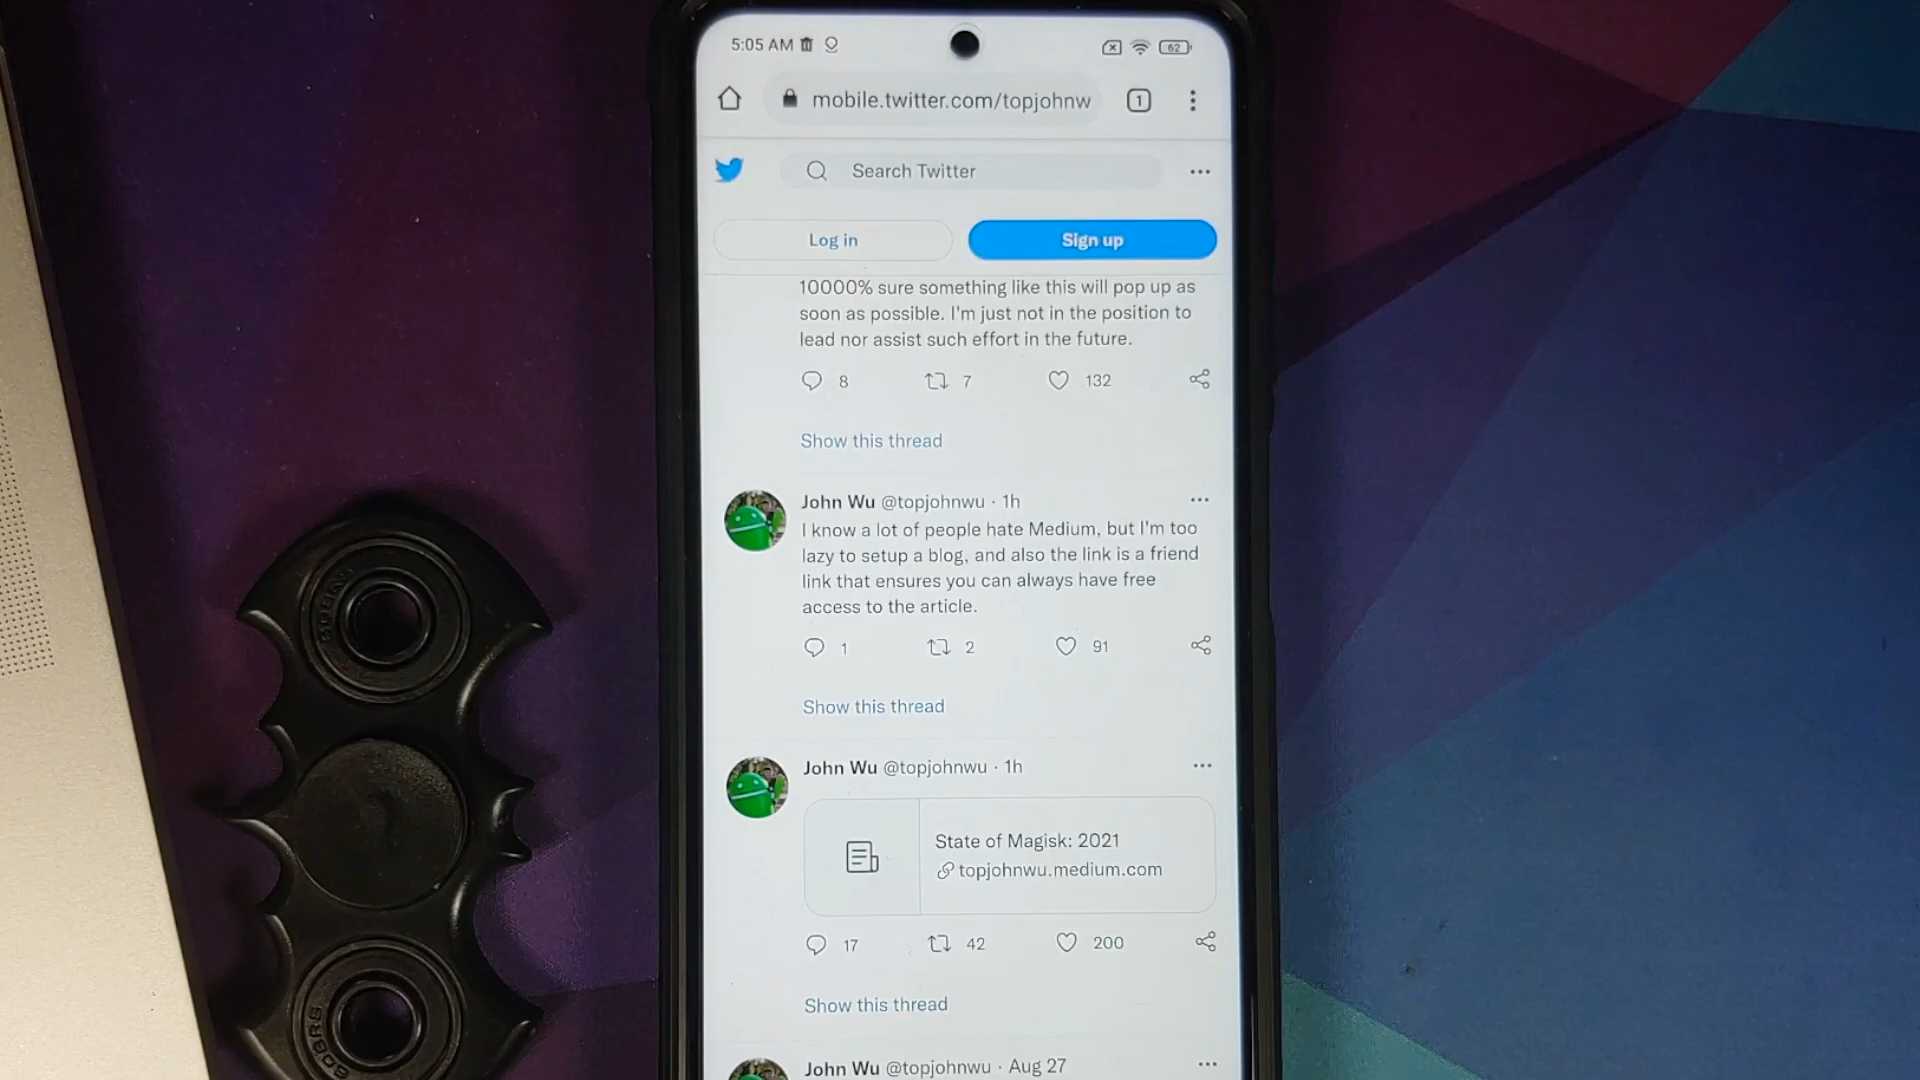 5:05 AM
62
mobile.twitter.com/topjohnw
1
Search Twitter
Log in
Sign up
10000% sure something like this will pop up as
soon as possible. I'm just not in the position to
lead nor assist such effort in the future.
8 7 132
Show this thread
John Wu @topjohnwu · 1h
I know a lot of people hate Medium, but I'm too
lazy to setup a blog, and also the link is a friend
link that ensures you can always have free
access to the article.
1 2 91
Show this thread
John Wu @topjohnwu · 1h
State of Magisk: 2021
topjohnwu.medium.com
17 42 200
Show this thread
John Wu @topjohnwu · Aug 27